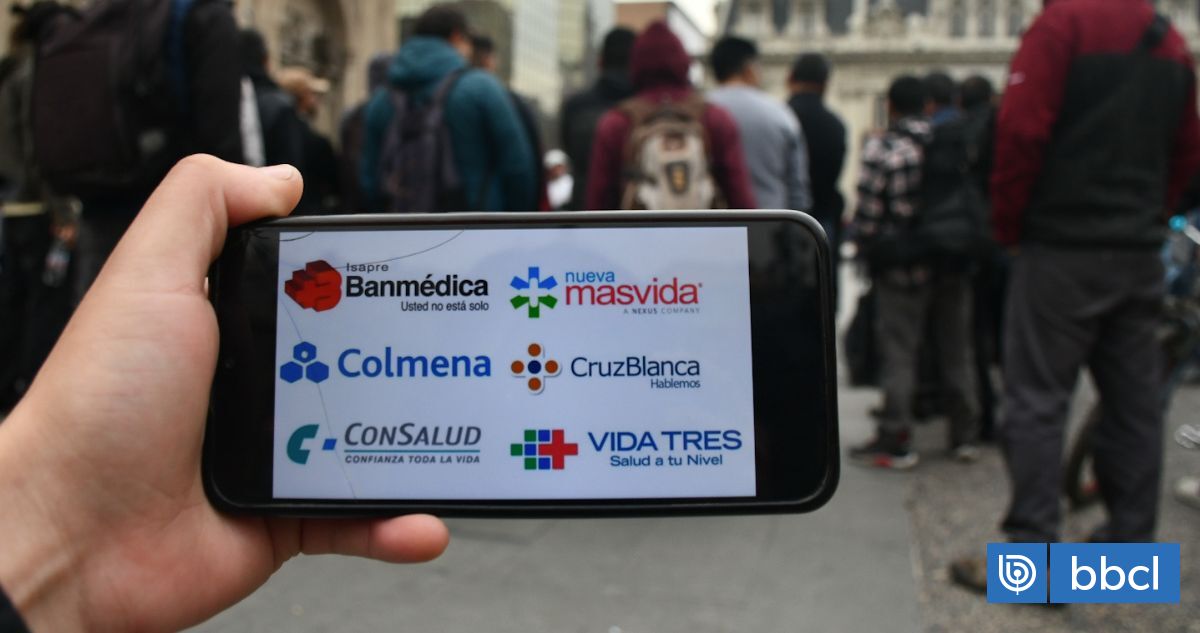 Isapre
Banmédica
Usted no está solo
nueva
masvida®
A NEXUS COMPANY
Colmena
CruzBlanca
Hablemos
CONSALUD
CONFIANZA TODA LA VIDA
VIDA TRES
Salud a tu Nivel
bbcl